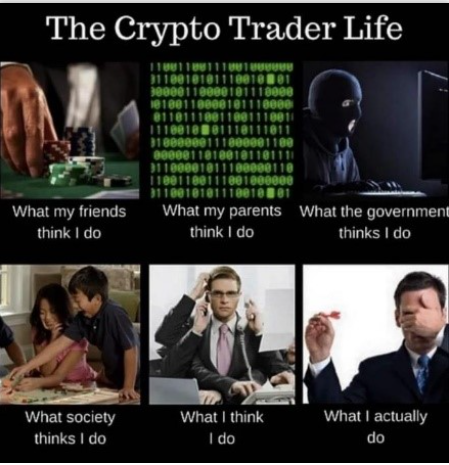 The Crypto Trader Life
What my friends
think I do
What my parents
think I do
What the government
thinks I do
What society
thinks I do
What I think
I do
What I actually
do